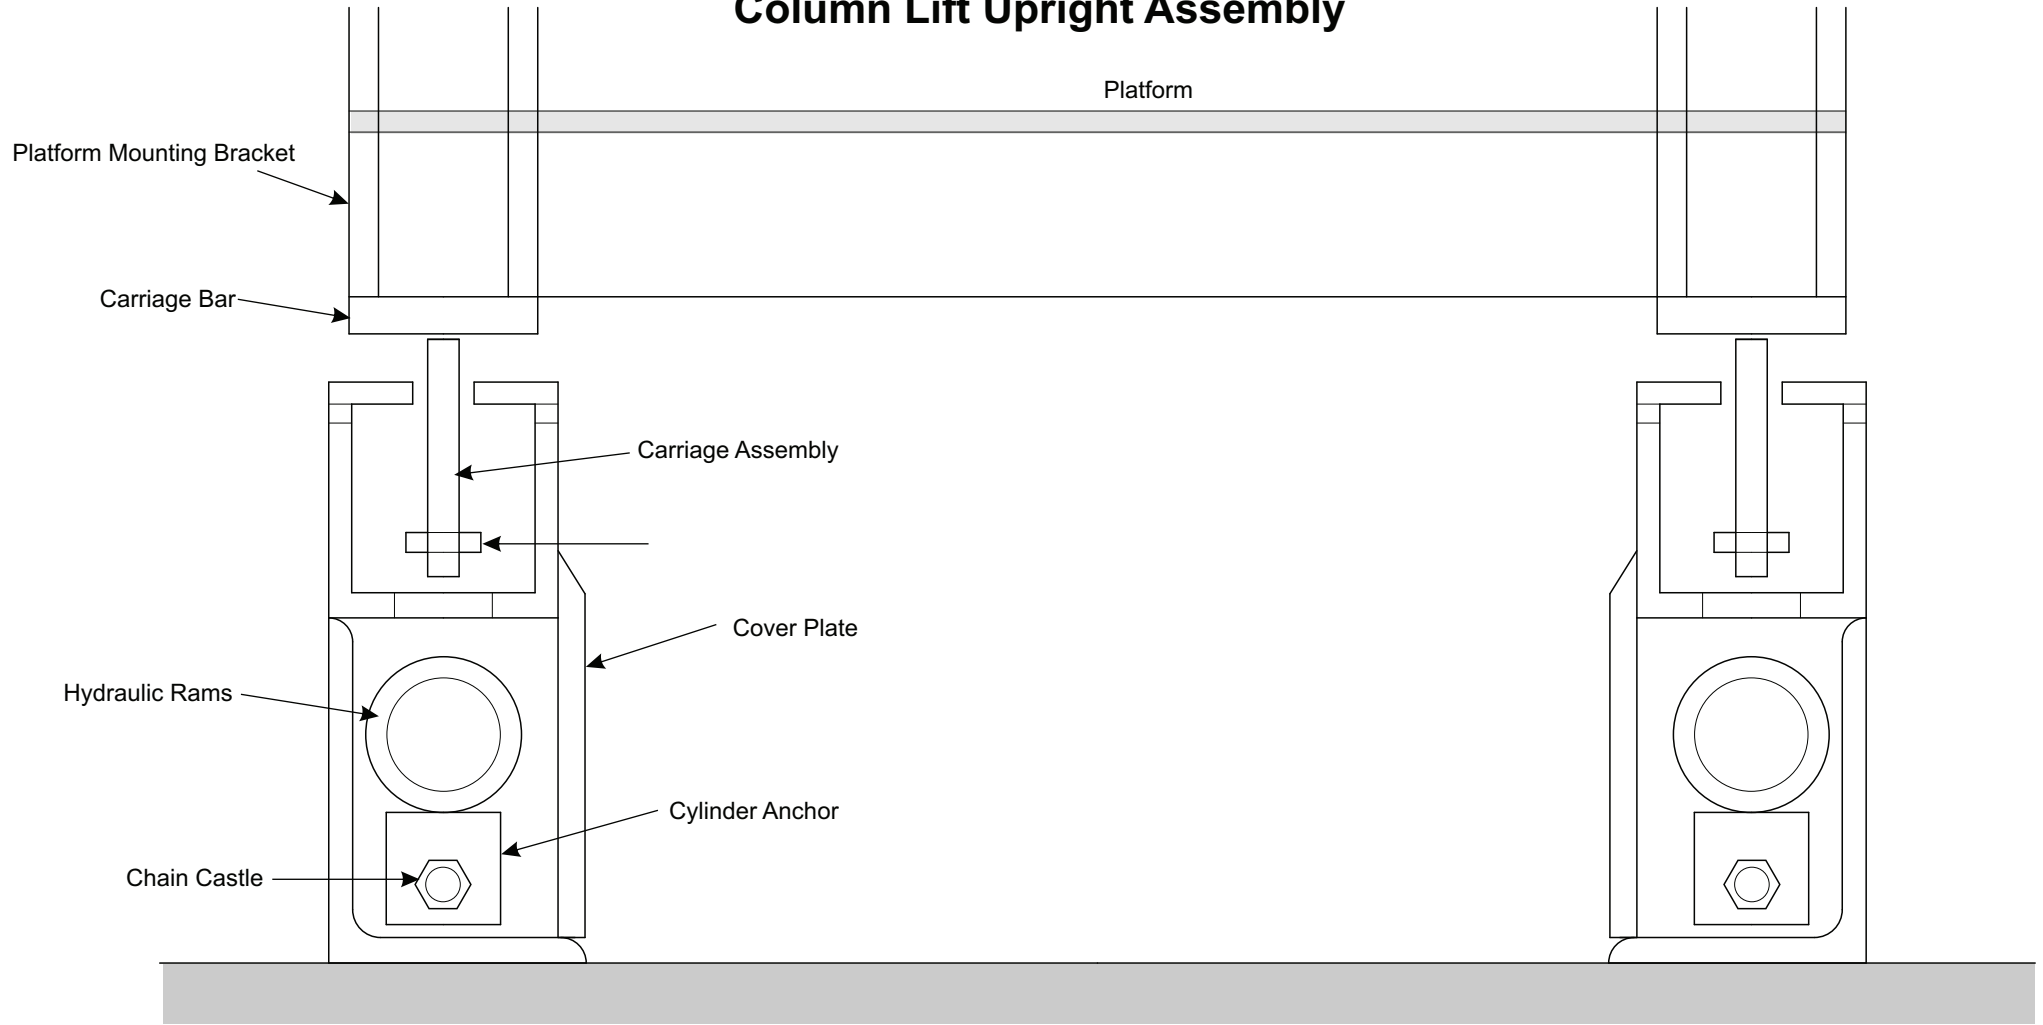 Column Lift Upright Assembly
Platform
Platform Mounting Bracket
Carriage Bar
Carriage Assembly
Cover Plate
Hydraulic Rams
Cylinder Anchor
Chain Castle